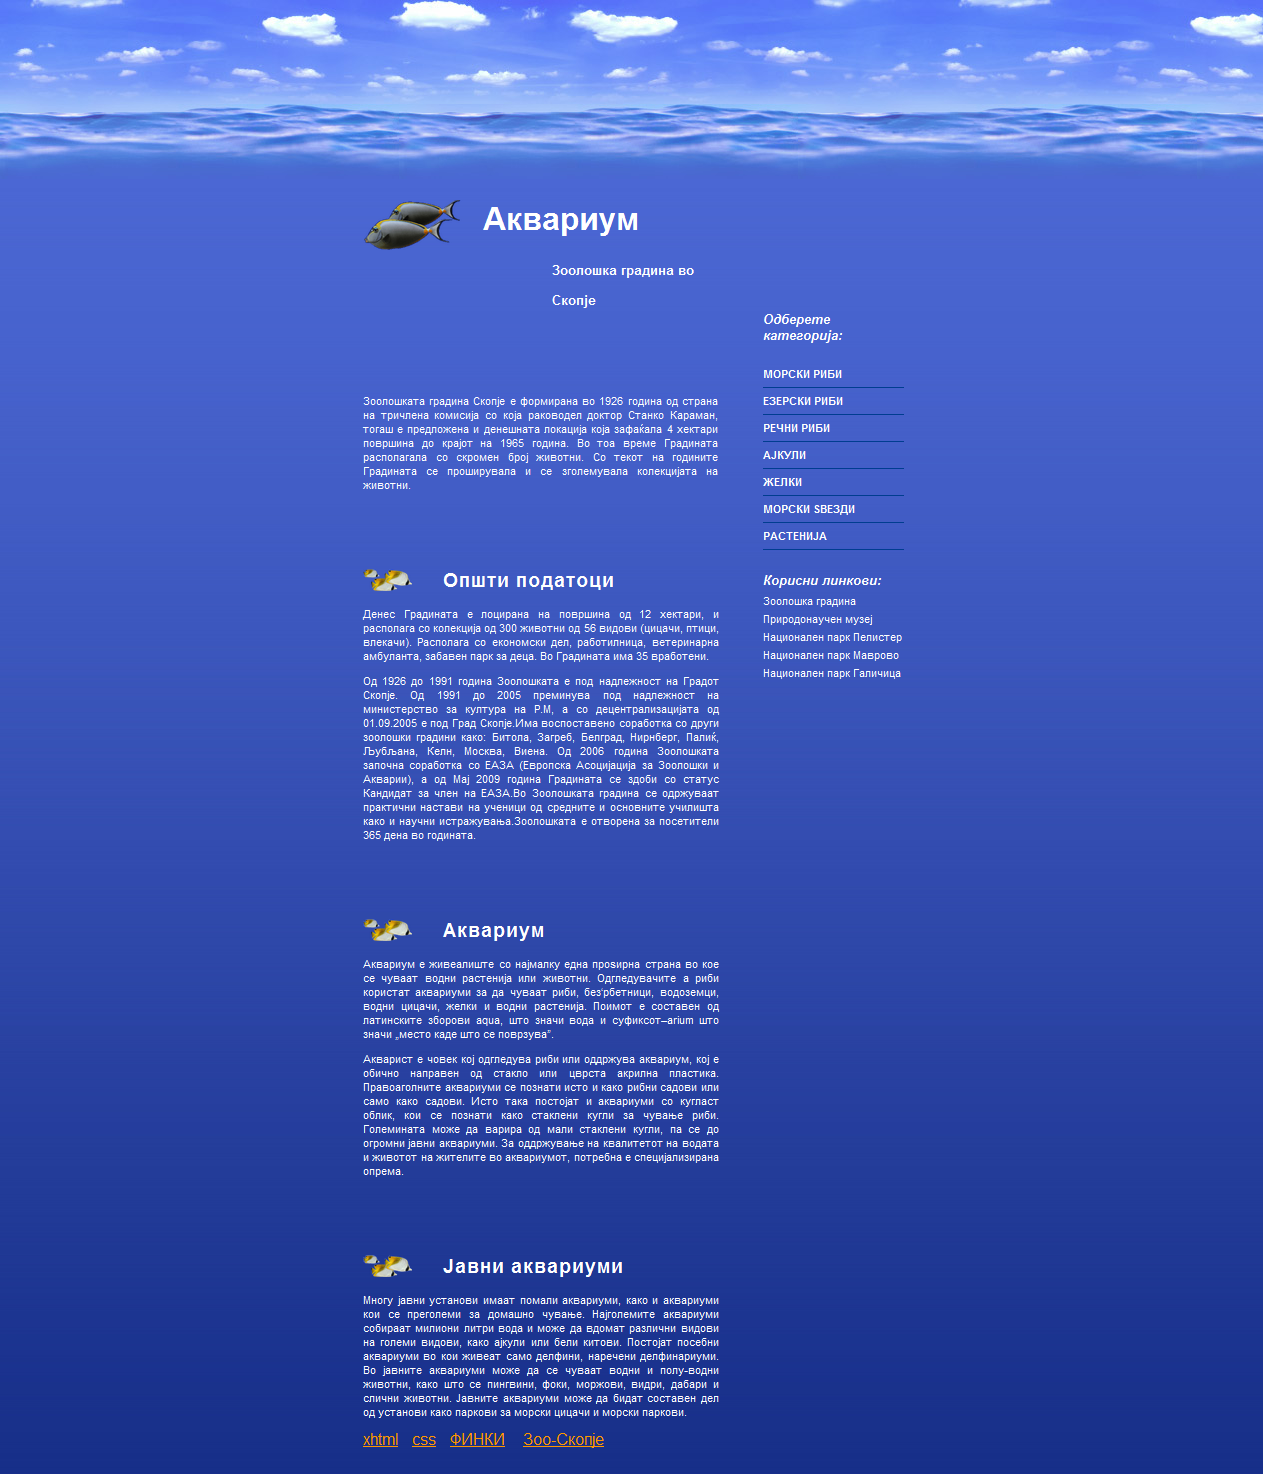 Аквариум
Зоолошка градина во
Скопје
Зоолошката градина Скопје е формирана во 1926 година од страна
на тричлена комисија со која раководел доктор Станко Караман,
тогаш е предложена и денешната локација која зафаќала 4 хектари
површина до крајот на 1965 година. Во тоа време Градината
располагала со скромен број животни. Со текот на годините
Градината се проширувала и се зголемувала колекцијата на
животни.
Општи податоци
Денес Градината е лоцирана на површина од 12 хектари, и
располага со колекција од 300 животни од 56 видови (цицачи, птици,
влекачи). Располага со економски дел, работилница, ветеринарна
амбуланта, забавен парк за деца. Во Градината има 35 вработени.
Од 1926 до 1991 година Зоолошката е под надлежност на Градот
Скопје. Од 1991 до 2005 преминува под надлежност на
министерство за култура на Р.М, а со децентрализацијата од
01.09.2005 е под Град Скопје.Има воспоставено соработка со други
зоолошки градини како: Битола, Загреб, Белград, Нирнберг, Палиќ,
Љубљана, Келн, Москва, Виена. Од 2006 година Зоолошката
започна соработка со ЕАЗА (Европска Асоцијација за Зоолошки и
Акварии), а од Мај 2009 година Градината се здоби со статус
Кандидат за член на ЕАЗА.Во Зоолошката градина се одржуваат
практични настави на ученици од средните и основните училишта
како и научни истражувања.Зоолошката е отворена за посетители
365 дена во годината.
Аквариум
Аквариум е живеалиште со најмалку една проѕирна страна во кое
се чуваат водни растенија или животни. Одгледувачите а риби
користат аквариуми за да чуваат риби, без'рбетници, водоземци,
водни цицачи, желки и водни растенија. Поимот е составен од
латинските зборови aqua, што значи вода и суфиксот–arium што
значи „место каде што се поврзува”.
Акварист е човек кој одгледува риби или оддржува аквариум, кој е
обично направен од стакло или цврста акрилна пластика.
Правоаголните аквариуми се познати исто и како рибни садови или
само како садови. Исто така постојат и аквариуми со кугласт
облик, кои се познати како стаклени кугли за чување риби.
Големината може да варира од мали стаклени кугли, па се до
огромни јавни аквариуми. За оддржување на квалитетот на водата
и животот на жителите во аквариумот, потребна е специјализирана
опрема.
Јавни аквариуми
Многу јавни установи имаат помали аквариуми, како и аквариуми
кои се преголеми за домашно чување. Најголемите аквариуми
собираат милиони литри вода и може да вдомат различни видови
на големи видови, како ајкули или бели китови. Постојат посебни
аквариуми во кои живеат само делфини, наречени делфинариуми.
Во јавните аквариуми може да се чуваат водни и полу-водни
животни, како што се пингвини, фоки, моржови, видри, дабари и
слични животни. Јавните аквариуми може да бидат составен дел
од установи како паркови за морски цицачи и морски паркови.
xhtml css ФИНКИ Зоо-Скопје
Одберете
категорија:
МОРСКИ РИБИ
ЕЗЕРСКИ РИБИ
РЕЧНИ РИБИ
АЈКУЛИ
ЖЕЛКИ
МОРСКИ ЅВЕЗДИ
РАСТЕНИЈА
Корисни линкови:
Зоолошка градина
Природонаучен музеј
Национален парк Пелистер
Национален парк Маврово
Национален парк Галичица